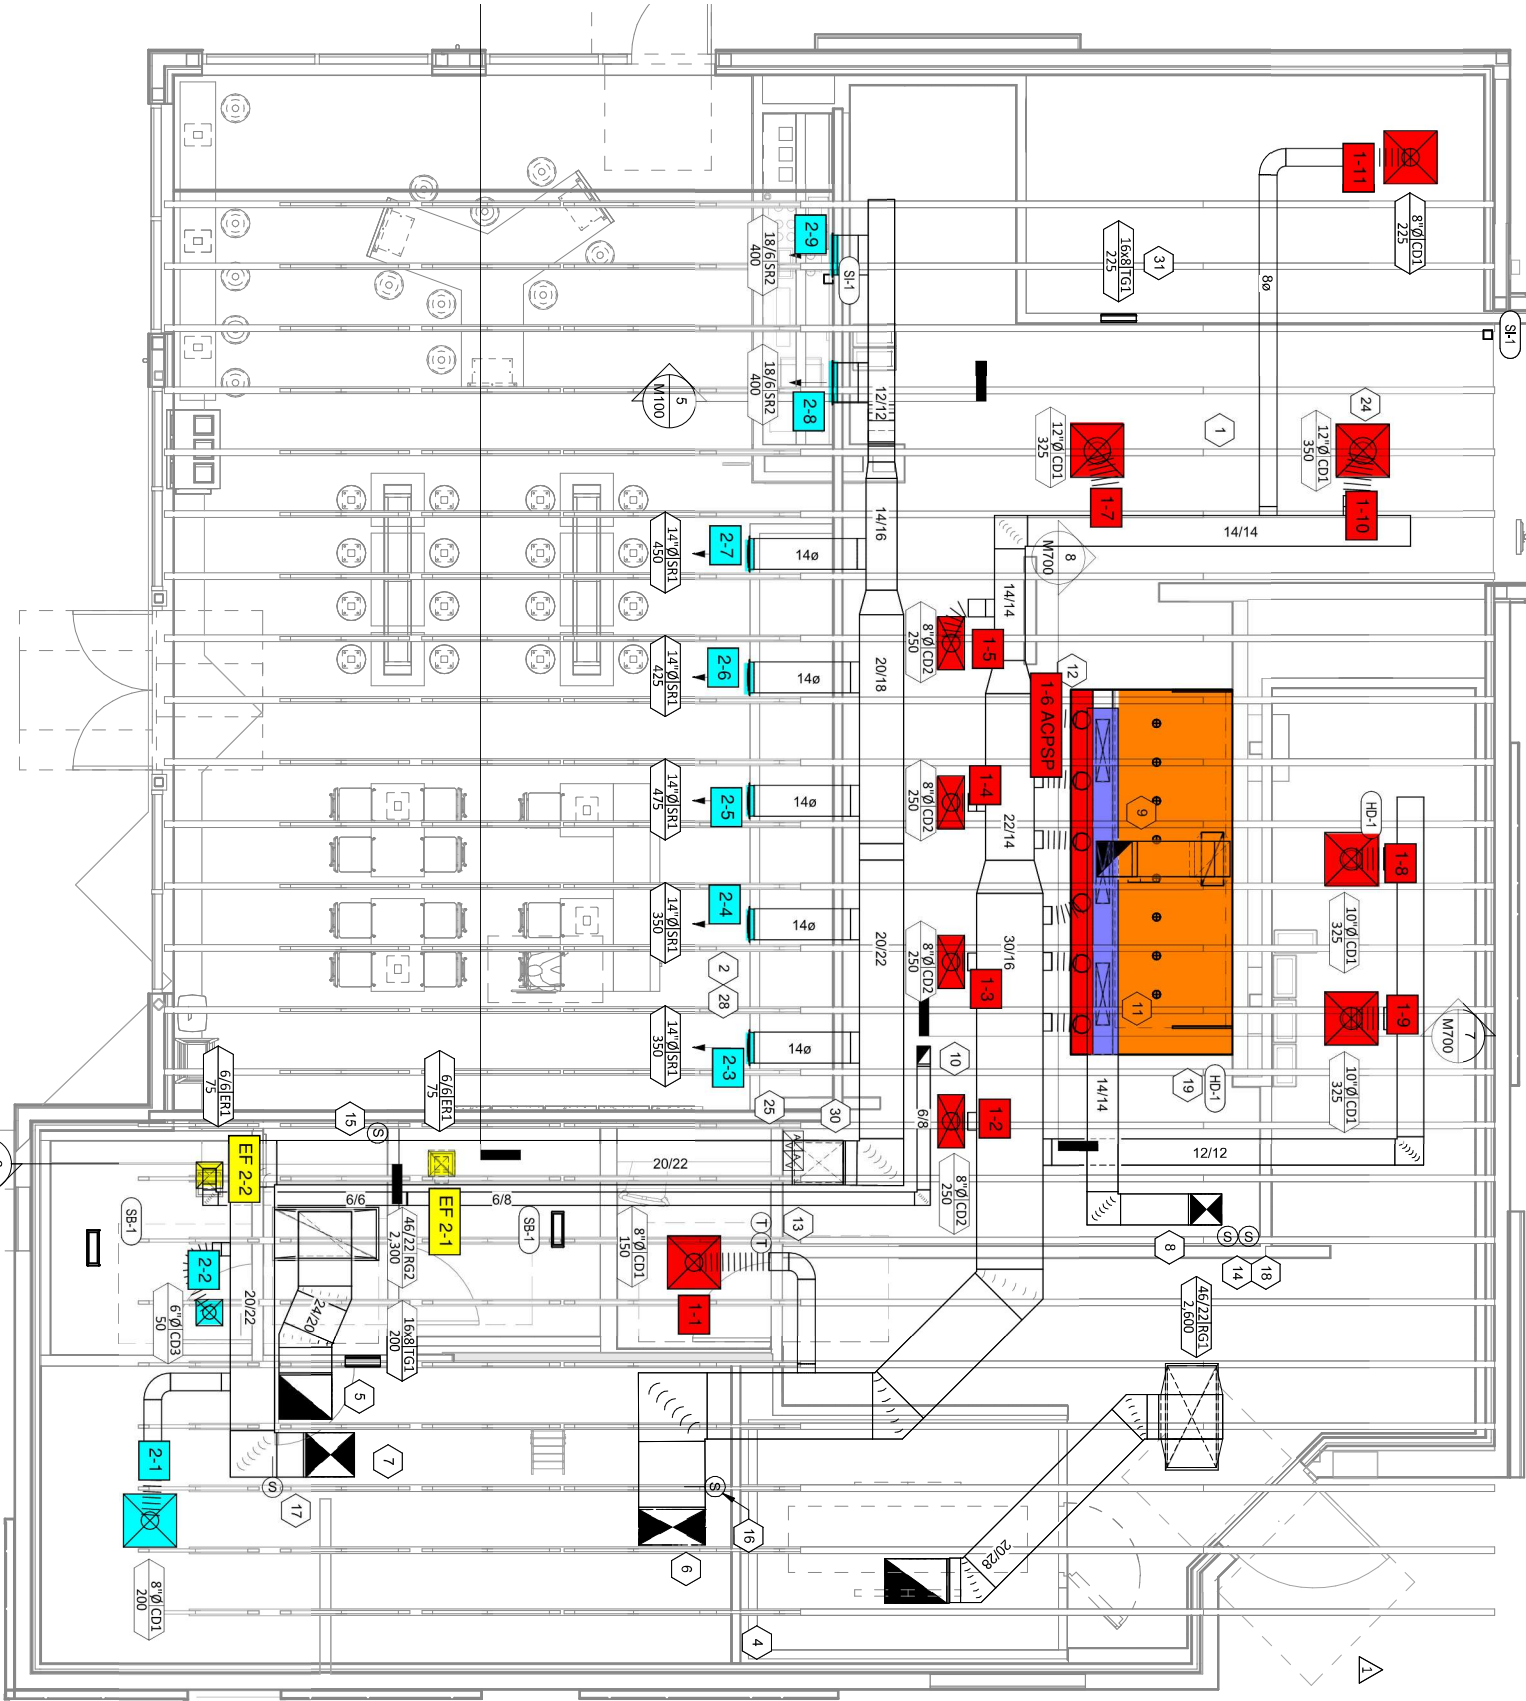 1-11
8"Ø CD1
225
31
16x8 TG1
225
8ø
SI-1
2-9
18/6 SR2
400
SI-1
18/6 SR2
400
2-8
12/12
5
M100
24
1
12"Ø CD1
325
12"Ø CD1
350
1-7
1-10
14/14
8
M700
14/16
14/14
2-7
14"Ø SR1
450
14ø
8"Ø CD2
250
1-5
12
1-6 ACPSP
20/18
2-6
14"Ø SR1
425
14ø
1-4
8"Ø CD2
250
22/14
9
HD-1
1-8
10"Ø CD1
325
2-5
14"Ø SR1
475
14ø
2-4
14"Ø SR1
350
14ø
20/22
8"Ø CD2
250
30/16
1-3
11
1-9
7
M700
10"Ø CD1
325
2
28
14"Ø SR1
350
2-3
14ø
10
19
HD-1
14/14
6/8
1-2
8"Ø CD2
250
12/12
6/6 ER1
75
6/6 ER1
75
15
S
25
30
EF 2-2
EF 2-1
20/22
6/6
6/8
SB-1
SB-1
46/22 RG2
2,300
8"Ø CD1
150
T
T
13
8
S
S
14
18
2-2
6"Ø CD3
50
20/22
24/20
16x8 TG1
200
1-1
46/22 RG1
2,600
5
7
2-1
S
17
S
16
6
20/28
8"Ø CD1
200
4
1